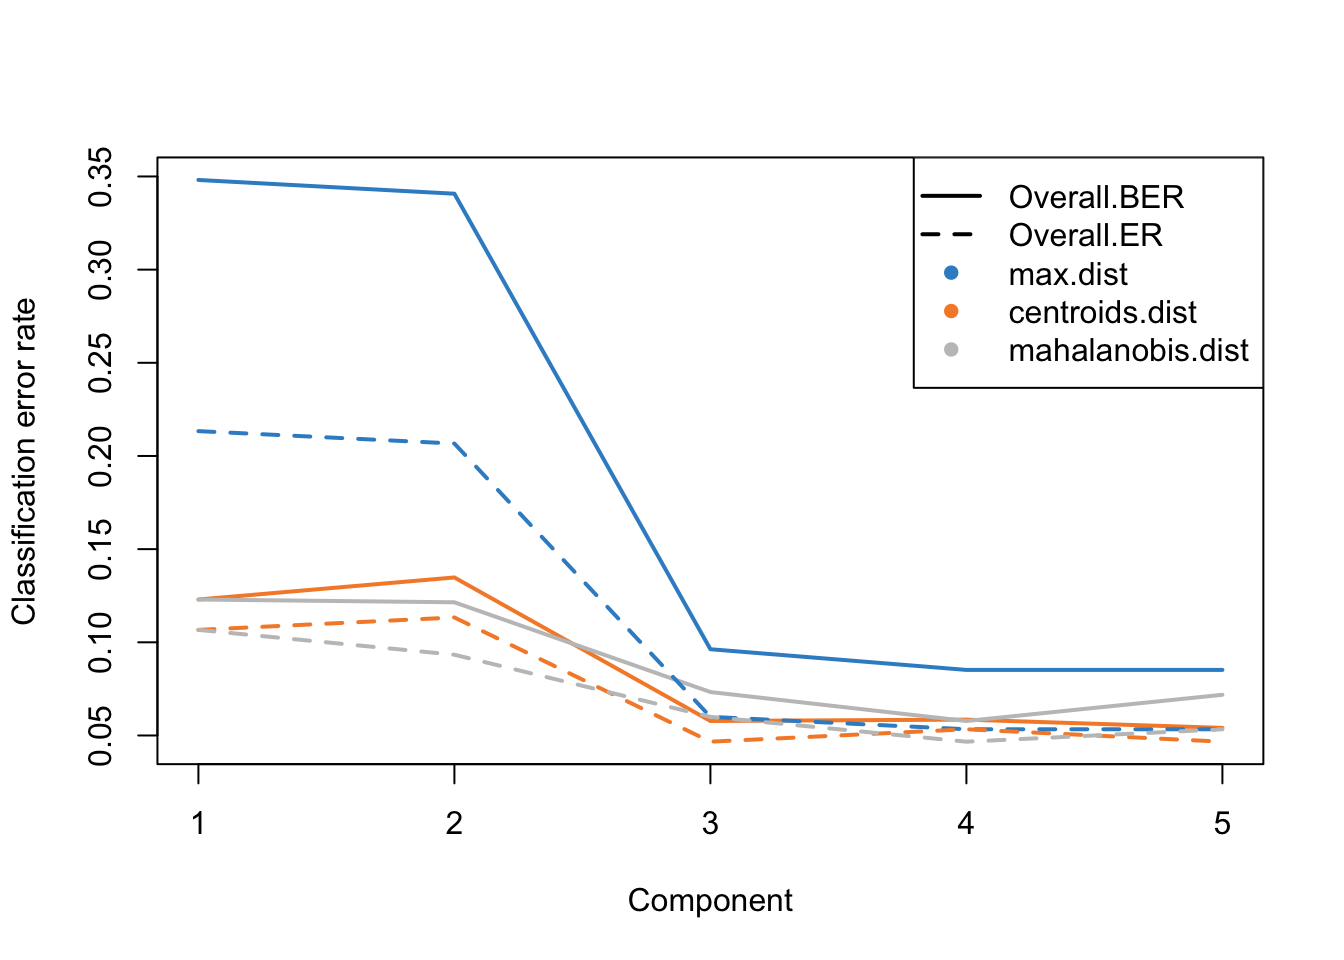 Classification error rate
0.35
0.30
0.25
0.20
0.15
0.10
0.05
Overall.BER
Overall.ER
max.dist
centroids.dist
mahalanobis.dist
1 2 3 4 5
Component